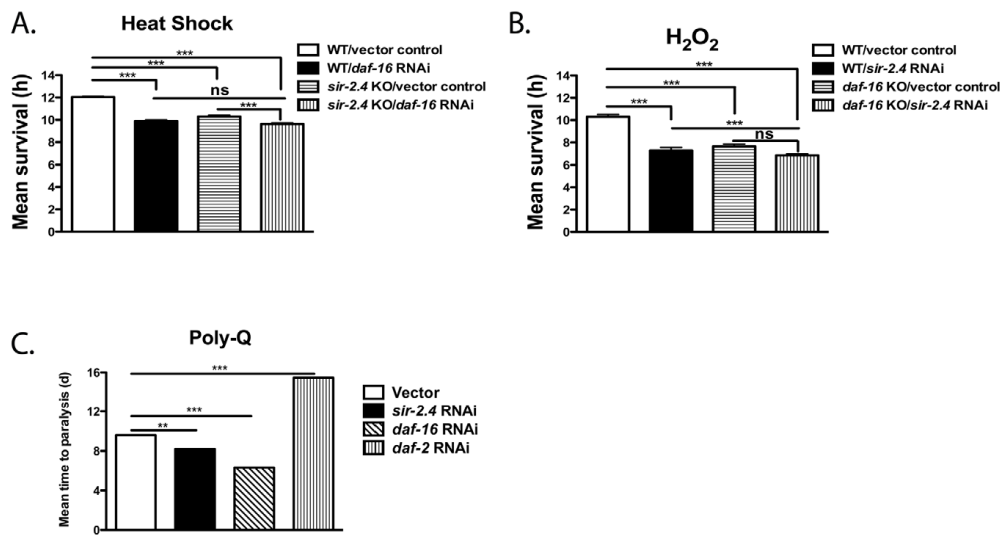 A.
Heat Shock
Mean survival (h)
14
12
10
8
6
4
2
0
***
***
***
ns
***
WT/vector control
WT/daf-16 RNAi
sir-2.4 KO/vector control
sir-2.4 KO/daf-16 RNAi
B.
H₂O₂
Mean survival (h)
14
12
10
8
6
4
2
0
***
***
***
***
ns
WT/vector control
WT/sir-2.4 RNAi
daf-16 KO/vector control
daf-16 KO/sir-2.4 RNAi
C.
Poly-Q
Mean time to paralysis (d)
16
12
8
4
0
***
***
**
Vector
sir-2.4 RNAi
daf-16 RNAi
daf-2 RNAi